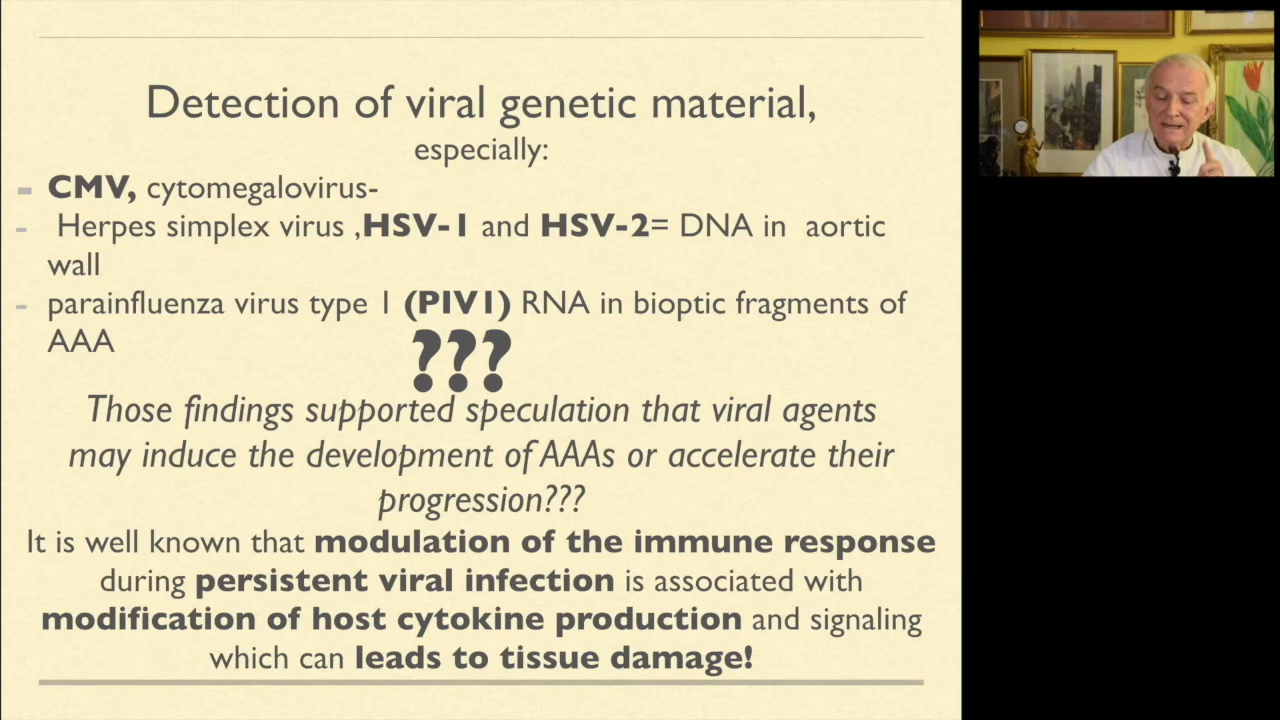 Detection of viral genetic material,
especially:
- CMV, cytomegalovirus-
- Herpes simplex virus ,HSV-1 and HSV-2= DNA in aortic
wall
- parainfluenza virus type 1 (PIV1) RNA in bioptic fragments of
AAA
???
Those findings supported speculation that viral agents
may induce the development of AAAs or accelerate their
progression???
It is well known that modulation of the immune response
during persistent viral infection is associated with
modification of host cytokine production and signaling
which can leads to tissue damage!